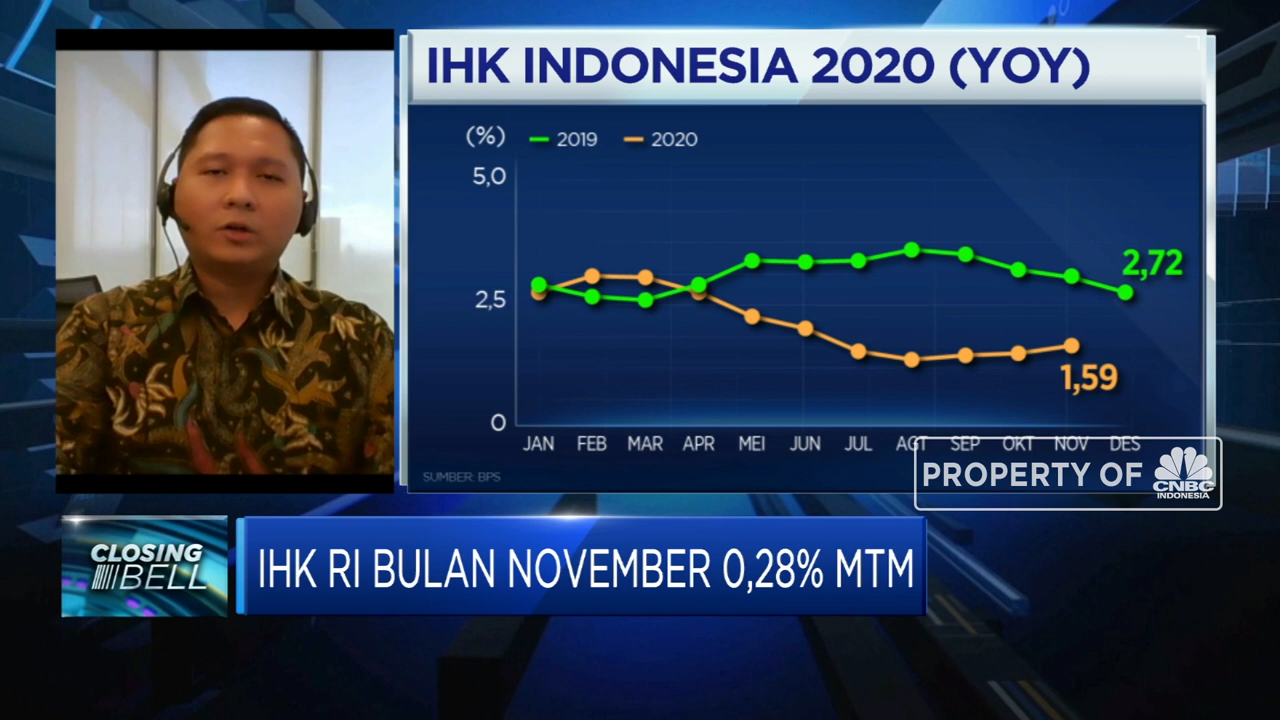 IHK INDONESIA 2020 (YOY)
(%) 2019 2020
5,0
2,5
0
2,72
1,59
JAN FEB MAR APR MEI JUN JUL AGT SEP OKT NOV DES
SUMBER: BPS
PROPERTY OF CNBC INDONESIA
CLOSING
BELL
IHK RI BULAN NOVEMBER 0,28% MTM